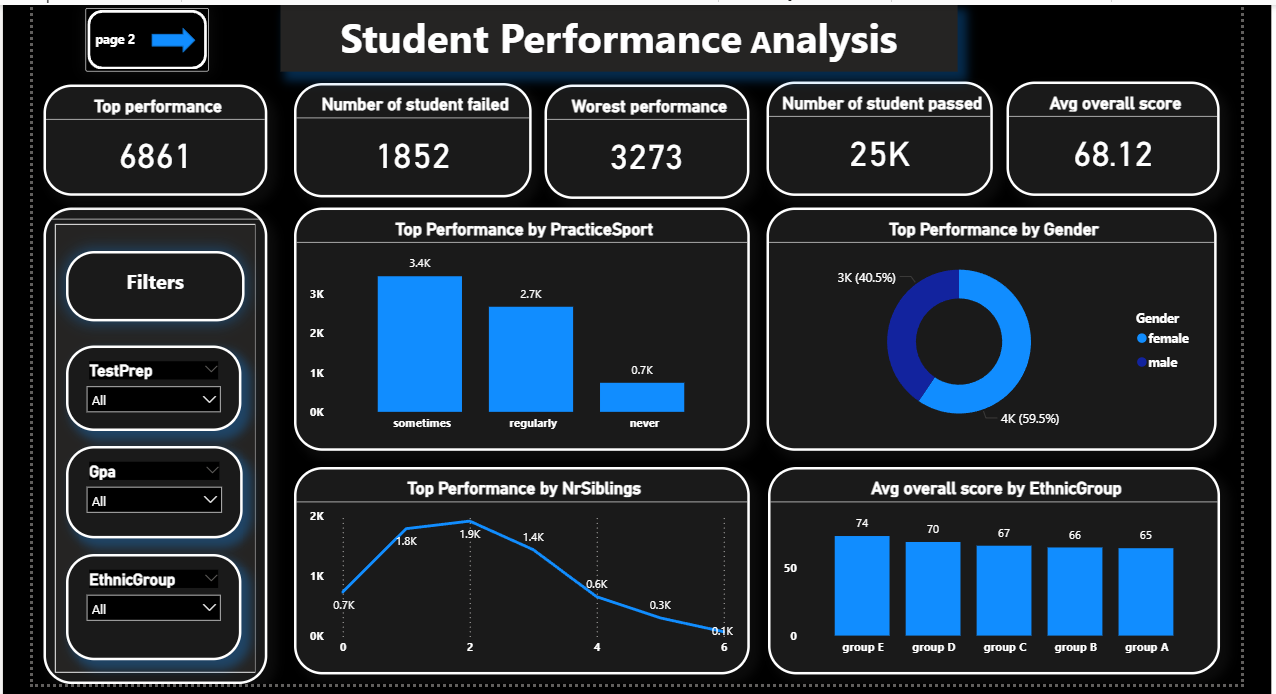 page 2
Student Performance Analysis
Top performance
6861
Number of student failed
1852
Worest performance
3273
Number of student passed
25K
Avg overall score
68.12
Filters
TestPrep
All
Gpa
All
EthnicGroup
All
Top Performance by PracticeSport
3K
2K
1K
0K
3.4K
2.7K
0.7K
sometimes
regularly
never
Top Performance by Gender
3K (40.5%)
4K (59.5%)
Gender
female
male
Top Performance by NrSiblings
2K
1K
0K
0.7K
1.8K
1.9K
1.4K
0.6K
0.3K
0.1K
0
2
4
6
Avg overall score by EthnicGroup
50
0
74
70
67
66
65
group E
group D
group C
group B
group A